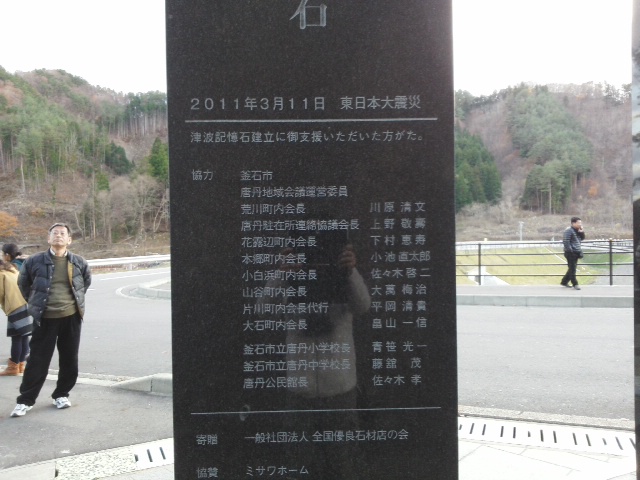 石
2011年3月11日 東日本大震災
津波記憶石建立に御支援いただいた方がた。
協力 釜石市
唐丹地域会議運営委員
荒川町内会長 川原 清文
唐丹駐在所連絡協議会長 上野 敬壽
花露辺町内会長 下村 恵寿
本郷町内会長 小池 直太郎
小白浜町内会長 佐々木 啓二
山谷町内会長 大萬 梅治
片川町内会長代行 平岡 清貴
大石町内会長 畠山 一信
釜石市立唐丹小学校長 青笹 光一
釜石市立唐丹中学校長 藤舘 茂
唐丹公民館長 佐々木 孝
寄贈 一般社団法人 全国優良石材店の会
協賛 ミサワホーム